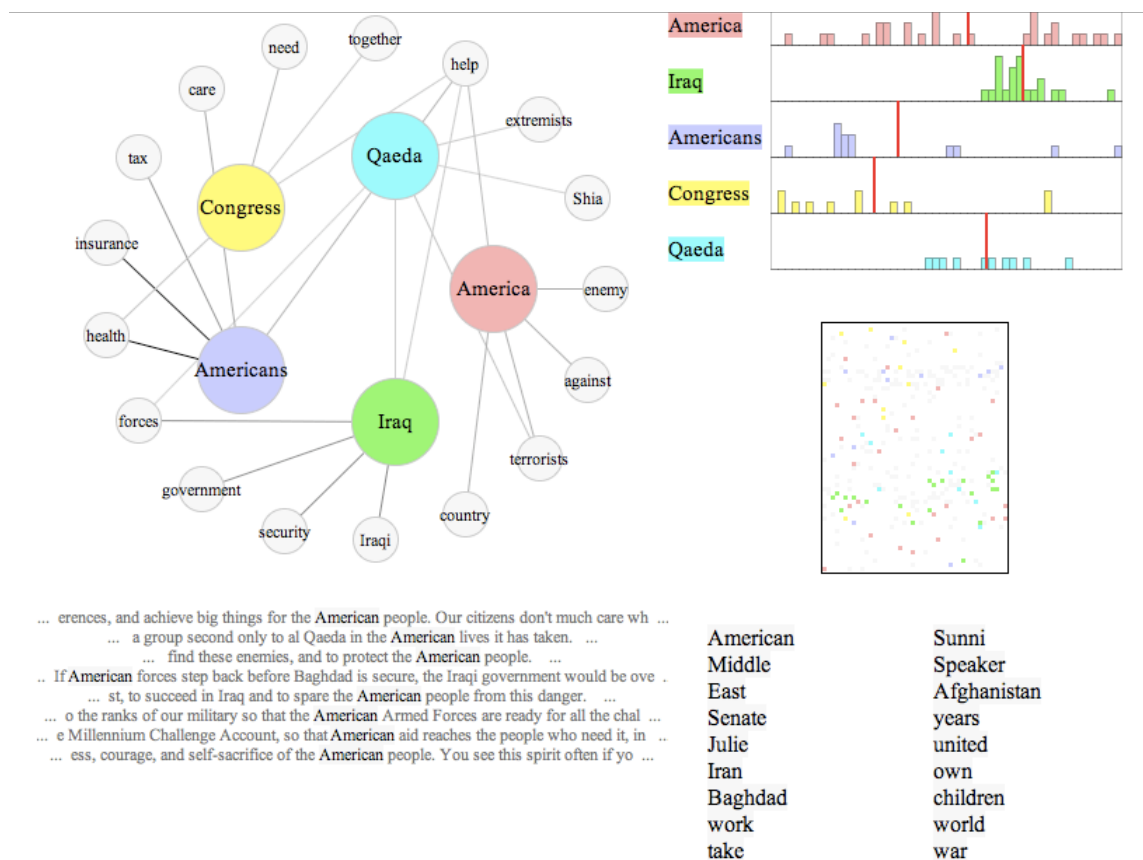 need
together
help
care
extremists
tax
Qaeda
Congress
Shia
insurance
America
enemy
health
Americans
against
forces
Iraq
terrorists
government
security
Iraqi
country
America
Iraq
Americans
Congress
Qaeda
... erences, and achieve big things for the American people. Our citizens don't much care wh ...
... a group second only to al Qaeda in the American lives it has taken. ...
... find these enemies, and to protect the American people. ...
.. If American forces step back before Baghdad is secure, the Iraqi government would be ove .
... st, to succeed in Iraq and to spare the American people from this danger. ...
... o the ranks of our military so that the American Armed Forces are ready for all the chal ...
... e Millennium Challenge Account, so that American aid reaches the people who need it, in ..
... ess, courage, and self-sacrifice of the American people. You see this spirit often if yo ...
American
Middle
East
Senate
Julie
Iran
Baghdad
work
take
Sunni
Speaker
Afghanistan
years
united
own
children
world
war